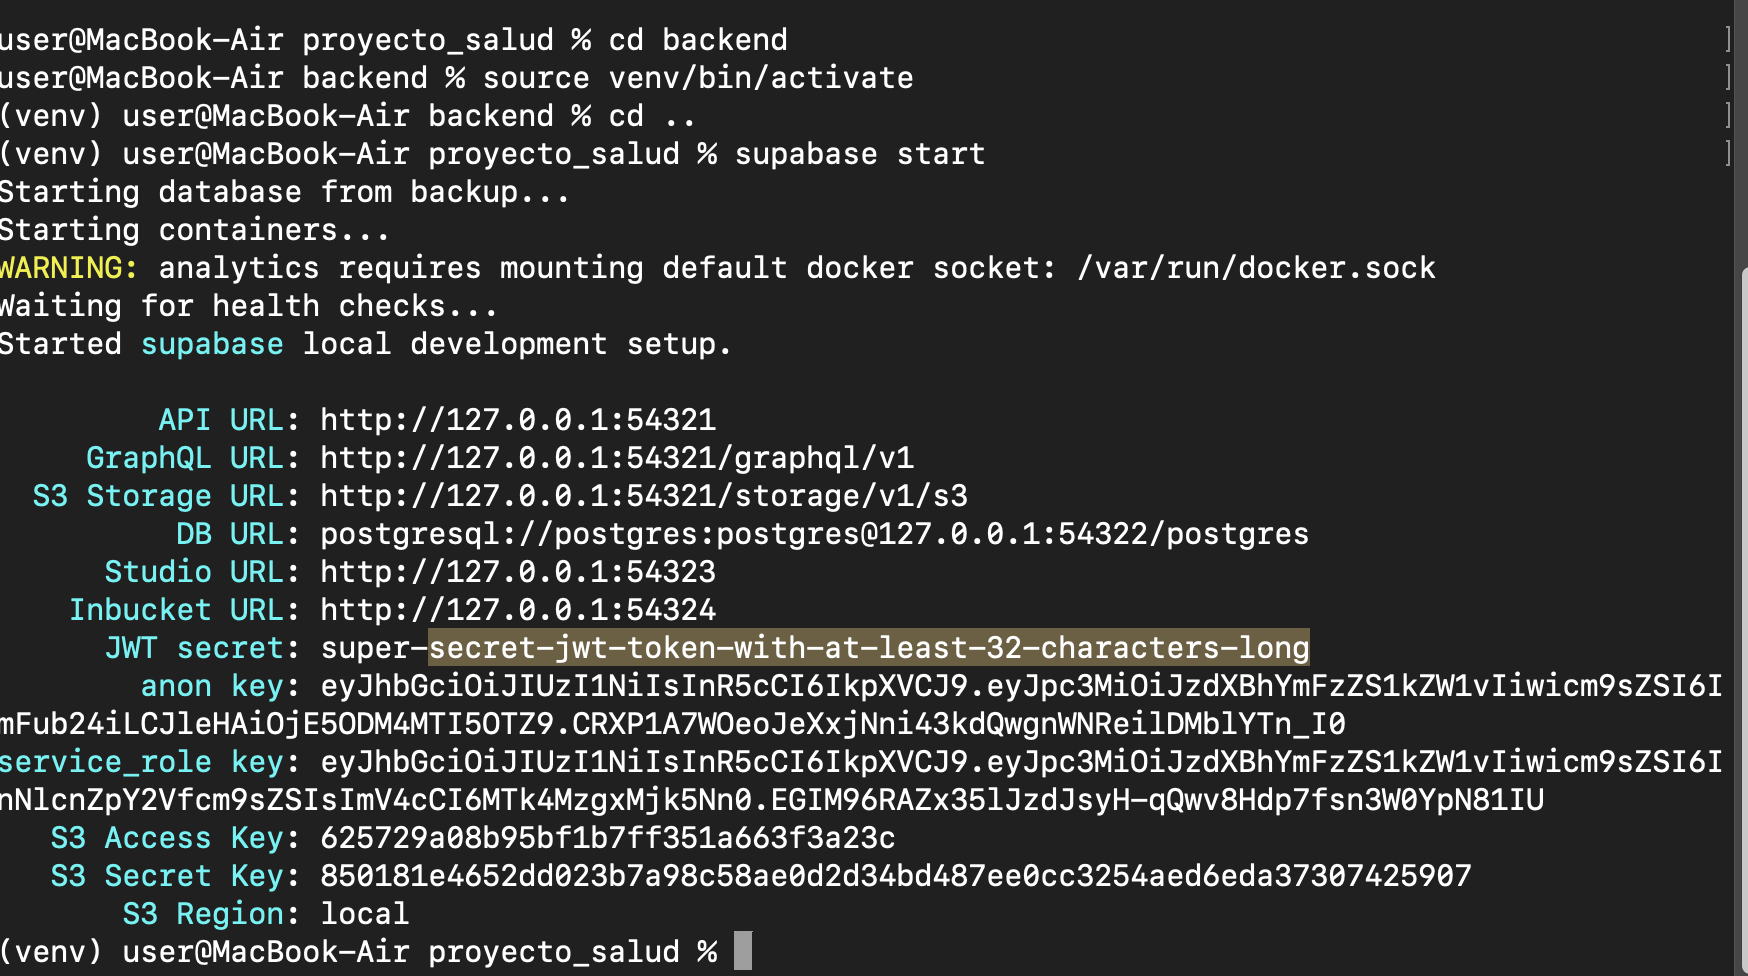 user@MacBook-Air proyecto_salud % cd backend
user@MacBook-Air backend % source venv/bin/activate
(venv) user@MacBook-Air backend % cd ..
(venv) user@MacBook-Air proyecto_salud % supabase start
Starting database from backup...
Starting containers...
WARNING: analytics requires mounting default docker socket: /var/run/docker.sock
Waiting for health checks...
Started supabase local development setup.
API URL: http://127.0.0.1:54321
GraphQL URL: http://127.0.0.1:54321/graphql/v1
S3 Storage URL: http://127.0.0.1:54321/storage/v1/s3
DB URL: postgresql://postgres:postgres@127.0.0.1:54322/postgres
Studio URL: http://127.0.0.1:54323
Inbucket URL: http://127.0.0.1:54324
JWT secret: super-secret-jwt-token-with-at-least-32-characters-long
anon key: eyJhbGciOiJIUzI1NiIsInR5cCI6IkpXVCJ9.eyJpc3MiOiJzdXBhYmFzZS1kZW1vIiwicm9sZSI6I
mFub24iLCJleHAiOjE5ODM4MTI5OTZ9.CRXP1A7WOeoJeXxjNni43kdQwgnWNReilDMblYTn_I0
service_role key: eyJhbGciOiJIUzI1NiIsInR5cCI6IkpXVCJ9.eyJpc3MiOiJzdXBhYmFzZS1kZW1vIiwicm9sZSI6I
nNlcnZpY2Vfcm9sZSIsImV4cCI6MTk4MzgxMjk5Nn0.EGIM96RAZx35lJzdJsyH-qQwv8Hdp7fsn3W0YpN81IU
S3 Access Key: 625729a08b95bf1b7ff351a663f3a23c
S3 Secret Key: 850181e4652dd023b7a98c58ae0d2d34bd487ee0cc3254aed6eda37307425907
S3 Region: local
(venv) user@MacBook-Air proyecto_salud %